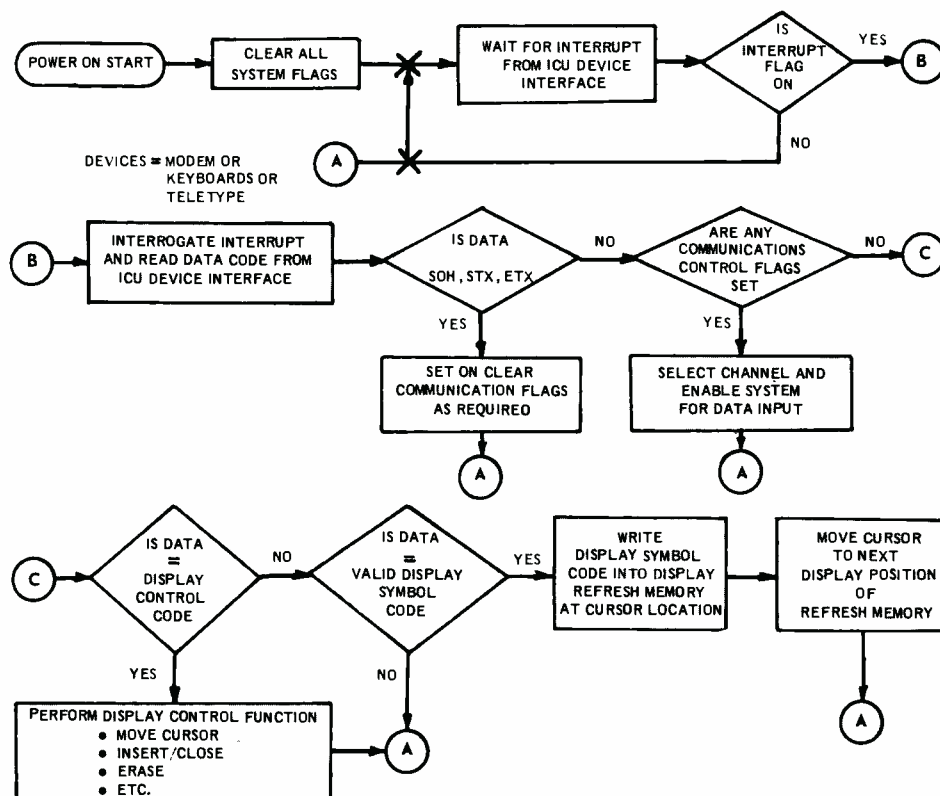 POWER ON START
CLEAR ALL
SYSTEM FLAGS
WAIT FOR INTERRUPT
FROM ICU DEVICE
INTERFACE
IS
INTERRUPT
FLAG
ON
YES
B
NO
A
DEVICES = MODEM OR
KEYBOARDS OR
TELETYPE
B
INTERROGATE INTERRUPT
AND READ DATA CODE FROM
ICU DEVICE INTERFACE
IS DATA
SOH, STX, ETX
NO
ARE ANY
COMMUNICATIONS
CONTROL FLAGS
SET
NO
C
YES
SET ON CLEAR
COMMUNICATION FLAGS
AS REQUIRED
A
YES
SELECT CHANNEL AND
ENABLE SYSTEM
FOR DATA INPUT
A
C
IS DATA
=
DISPLAY
CONTROL
CODE
NO
IS DATA
=
VALID DISPLAY
SYMBOL
CODE
YES
WRITE
DISPLAY SYMBOL
CODE INTO DISPLAY
REFRESH MEMORY
AT CURSOR LOCATION
MOVE CURSOR
TO NEXT
DISPLAY POSITION
OF
REFRESH MEMORY
A
YES
PERFORM DISPLAY CONTROL FUNCTION
• MOVE CURSOR
• INSERT/CLOSE
• ERASE
• ETC.
NO
A